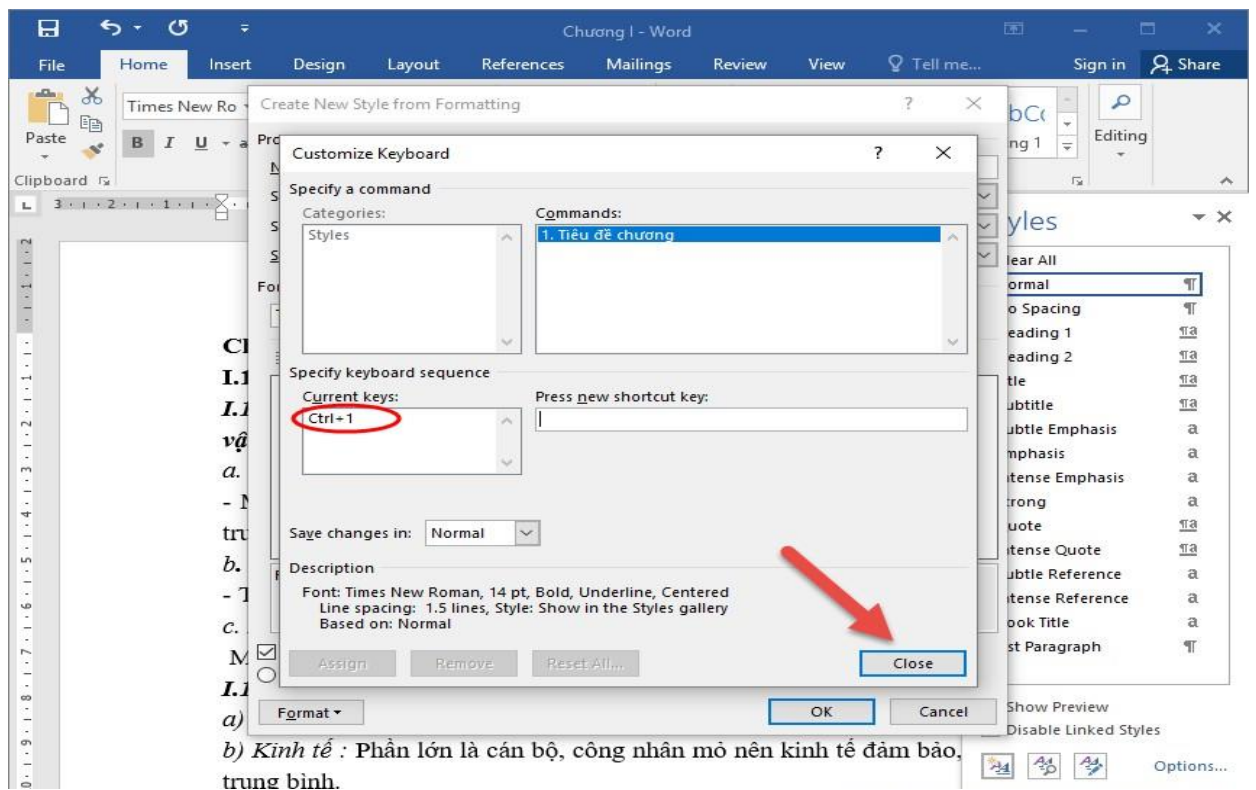 Chương I - Word
File Home Insert Design Layout References Mailings Review View Tell me... Sign in Share
Times New Ro
Paste
B I U
Clipboard
Editing
Create New Style from Formatting ? ×
Customize Keyboard ? ×
Specify a command
Categories: Commands:
Styles 1. Tiêu đề chương
Specify keyboard sequence
Current keys: Press new shortcut key:
Ctrl+1
Save changes in: Normal
Description
Font: Times New Roman, 14 pt, Bold, Underline, Centered
Line spacing: 1.5 lines, Style: Show in the Styles gallery
Based on: Normal
Assign Remove Reset All... Close
Format OK Cancel
yles
lear All
ormal
o Spacing
eading 1
eading 2
tle
ubtitle
ubtle Emphasis
mphasis
tense Emphasis
rong
uote
tense Quote
ubtle Reference
tense Reference
ook Title
st Paragraph
Show Preview
Disable Linked Styles
Options...
I.1
I.1
vậ
a.
tru
b.
c.
I.1
a)
b) Kinh tế : Phần lớn là cán bộ, công nhân mỏ nên kinh tế đảm bảo,
trung bình.